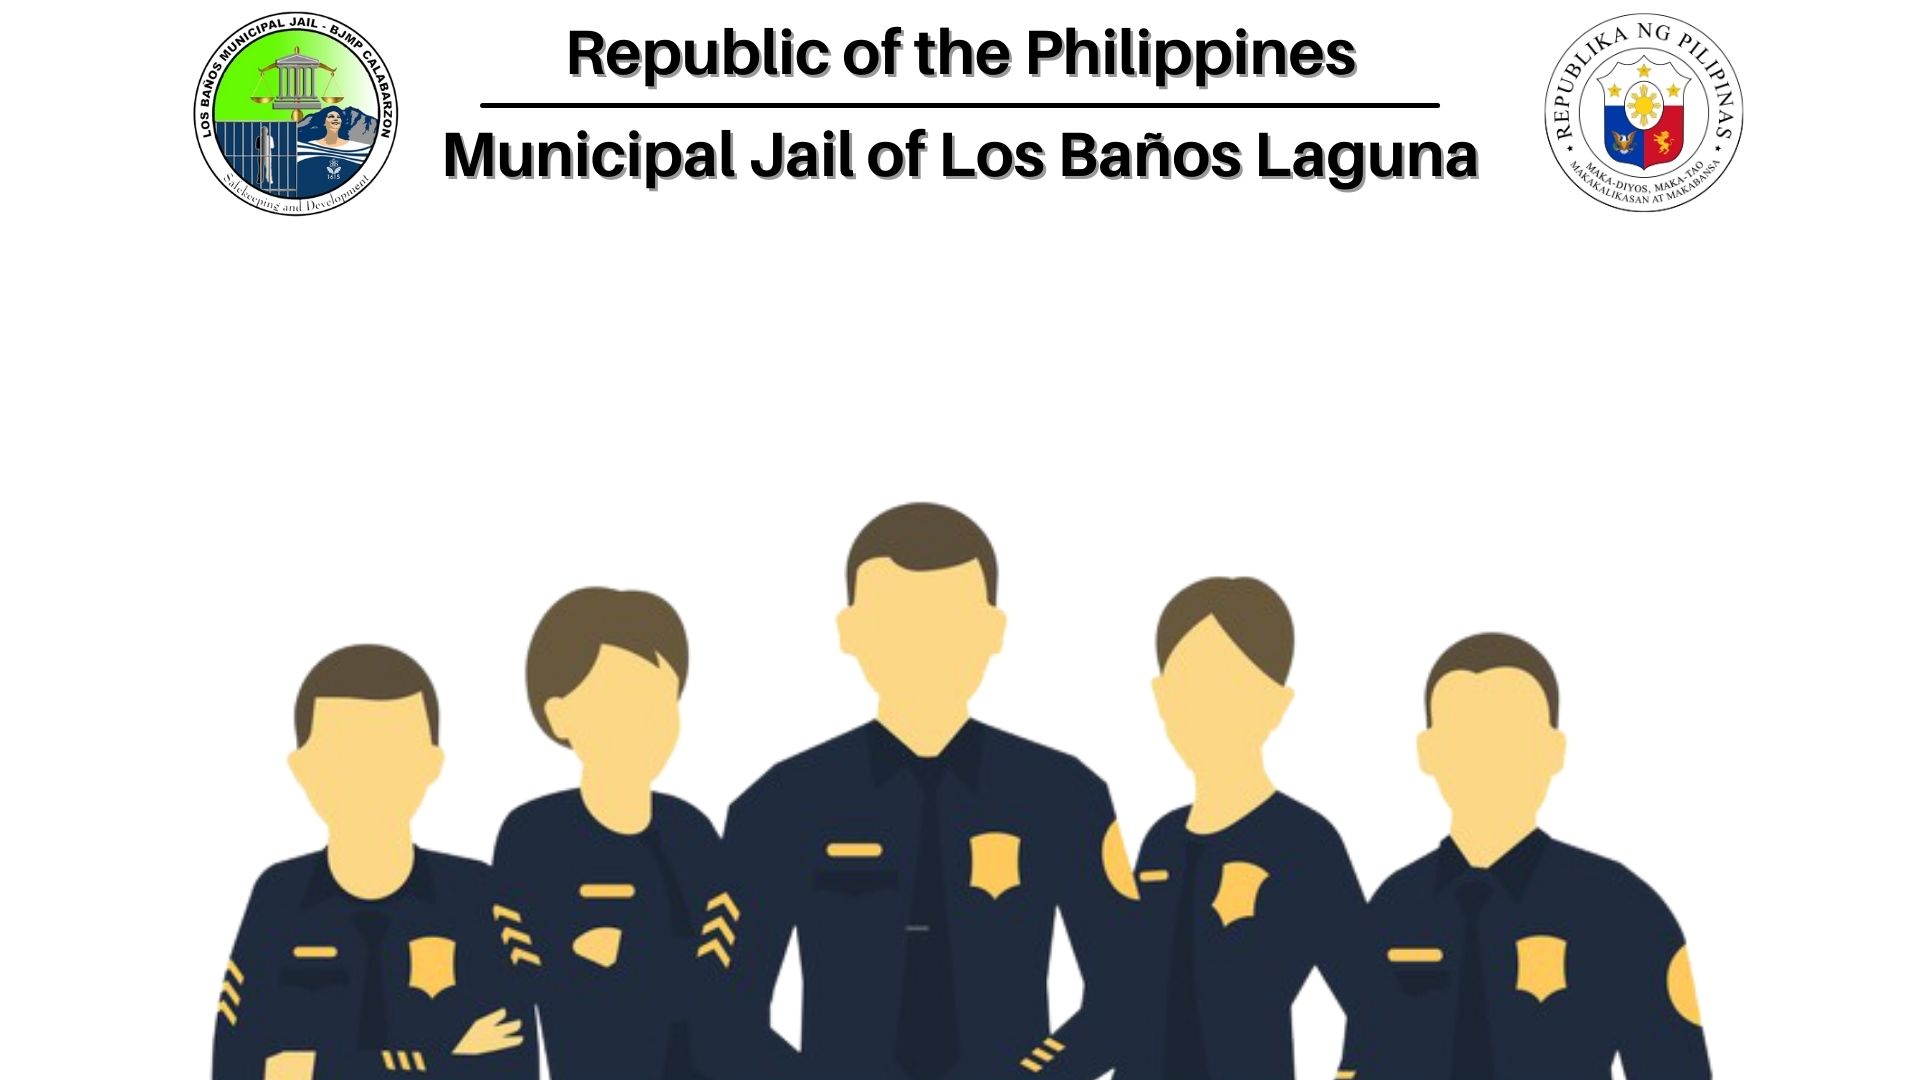 LOS BAÑOS MUNICIPAL JAIL - BJMP CALABARZON
1615
Safekeeping and Development
Republic of the Philippines
Municipal Jail of Los Baños Laguna
REPUBLIKA NG PILIPINAS
MAKA-DIYOS, MAKA-TAO
MAKAKALIKASAN AT MAKABANSA